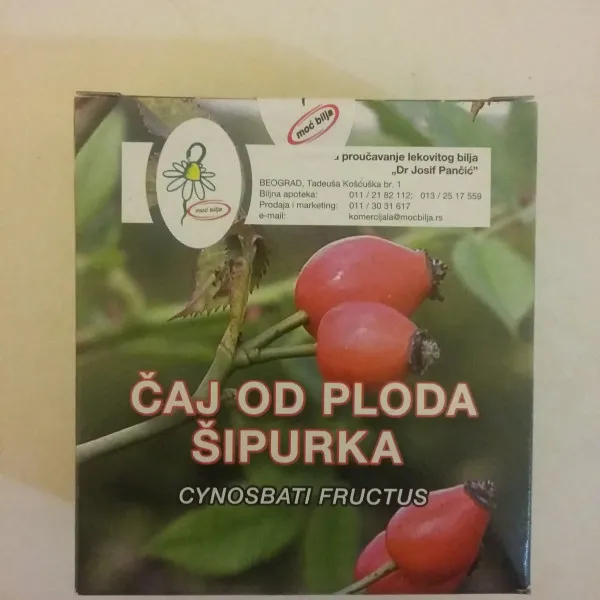 moć bilja
proučavanje lekovitog bilja
„Dr Josif Pančić"
BEOGRAD, Tadeuša Košćuška br. 1
Biljna apoteka: 011 / 21 82 112; 013 / 25 17 559
Prodaja i marketing: 011 / 30 31 617
e-mail: komercijala@mocbilja.rs
moć bilja
ČAJ OD PLODA
ŠIPURKA
CYNOSBATI FRUCTUS